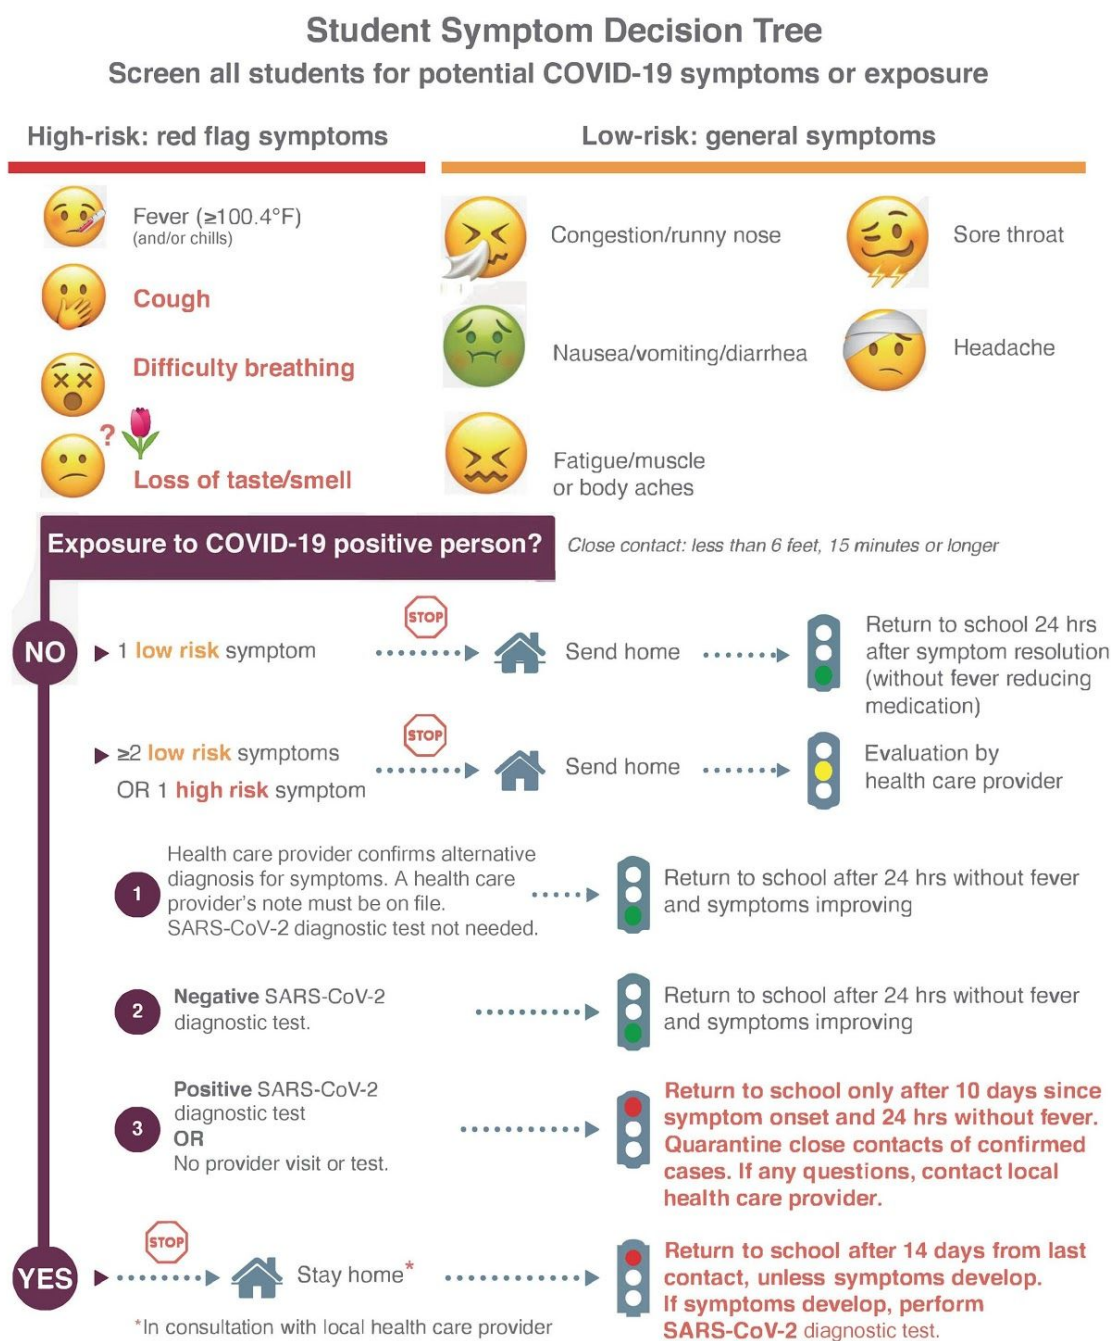 Student Symptom Decision Tree
Screen all students for potential COVID-19 symptoms or exposure
High-risk: red flag symptoms
Fever (≥100.4°F)
(and/or chills)
Cough
Difficulty breathing
?
Loss of taste/smell
Low-risk: general symptoms
Congestion/runny nose
Sore throat
Nausea/vomiting/diarrhea
Headache
Fatigue/muscle
or body aches
Exposure to COVID-19 positive person?
Close contact: less than 6 feet, 15 minutes or longer
NO
1 low risk symptom
STOP
Send home
Return to school 24 hrs
after symptom resolution
(without fever reducing
medication)
≥2 low risk symptoms
OR 1 high risk symptom
STOP
Send home
Evaluation by
health care provider
1
Health care provider confirms alternative
diagnosis for symptoms. A health care
provider's note must be on file.
SARS-CoV-2 diagnostic test not needed.
Return to school after 24 hrs without fever
and symptoms improving
2
Negative SARS-CoV-2
diagnostic test.
Return to school after 24 hrs without fever
and symptoms improving
3
Positive SARS-CoV-2
diagnostic test
OR
No provider visit or test.
Return to school only after 10 days since
symptom onset and 24 hrs without fever.
Quarantine close contacts of confirmed
cases. If any questions, contact local
health care provider.
YES
STOP
Stay home*
Return to school after 14 days from last
contact, unless symptoms develop.
If symptoms develop, perform
SARS-CoV-2 diagnostic test.
*In consultation with local health care provider